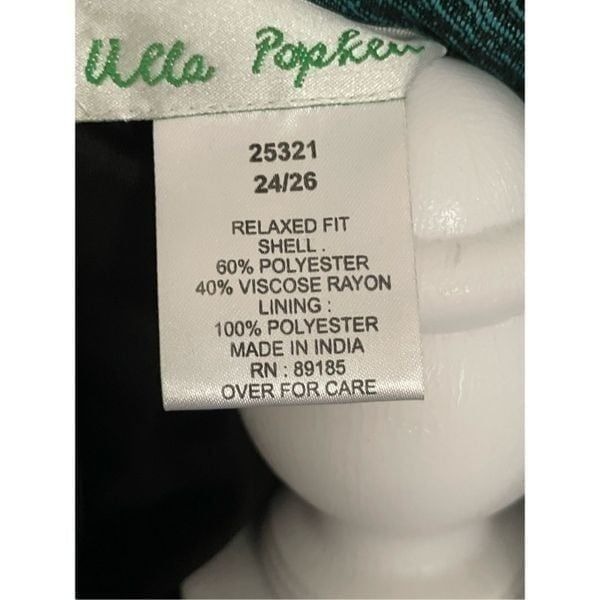 Ulla Popken
25321
24/26
RELAXED FIT
SHELL .
60% POLYESTER
40% VISCOSE RAYON
LINING :
100% POLYESTER
MADE IN INDIA
RN : 89185
OVER FOR CARE